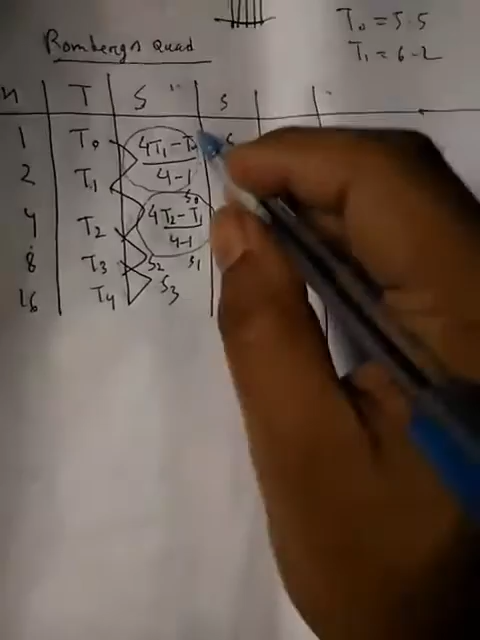 T₀ = 5.5
T₁ = 6.2
Rombergs quad
n T S s
1 T₀ (4T₁ - T₀)/(4-1) s₀
2 T₁
4 T₂ (4T₂ - T₁)/(4-1) s₁
8 T₃ s₂
16 T₄ s₃